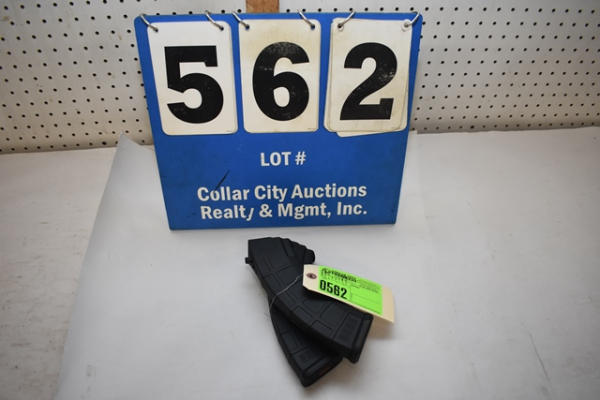 562
LOT #
Collar City Auctions
Realty & Mgmt, Inc.
0562